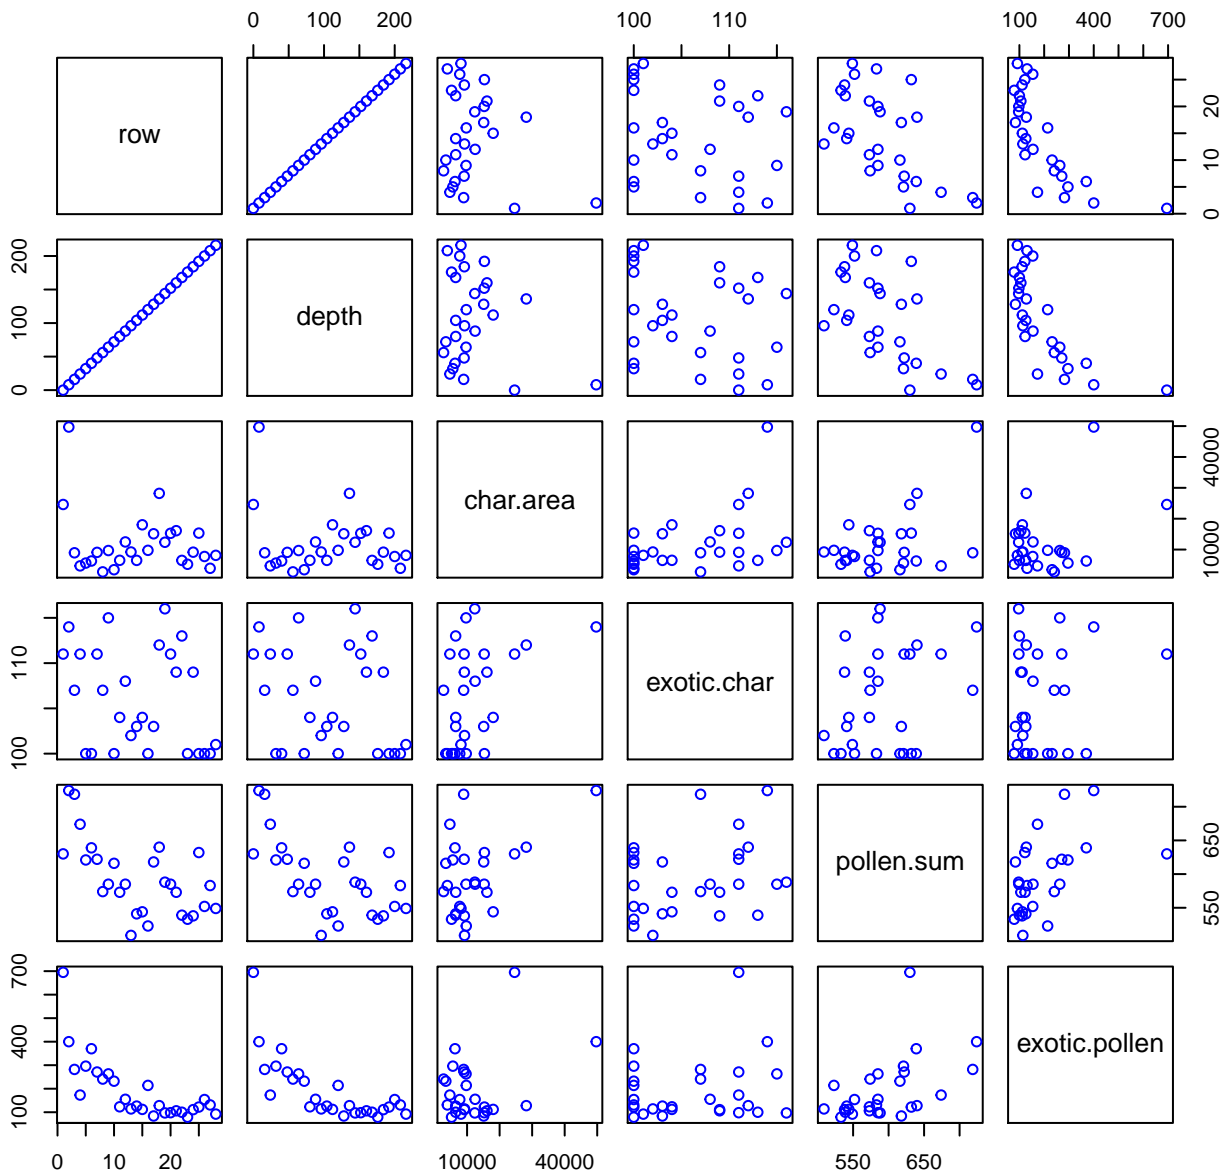 0 100 200 100 110 100 400 700
row 0 10 20
0 100 200 depth
char.area 10000 40000
100 110 exotic.char
pollen.sum 550 650
100 400 700 exotic.pollen
0 20 10000 40000 550 650